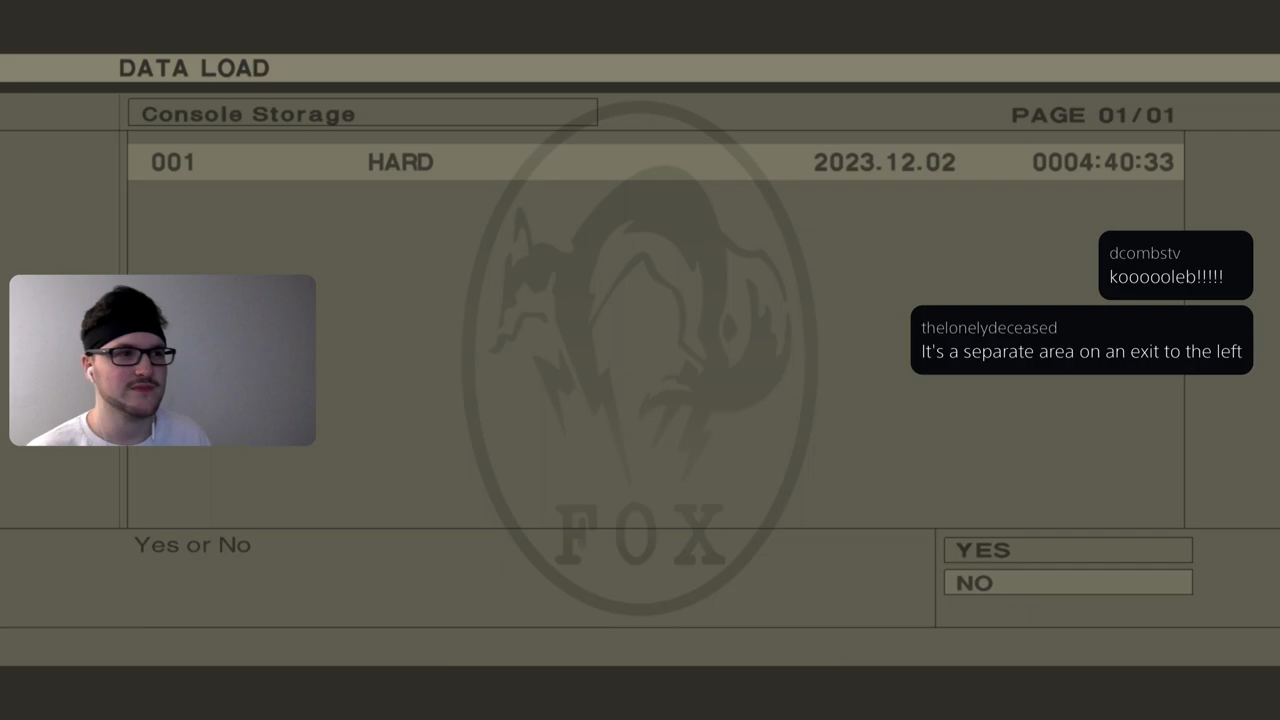 DATA LOAD
Console Storage
PAGE 01/01
001 HARD 2023.12.02 0004:40:33
dcombstv
koooooleb!!!!!
thelonelydeceased
It's a separate area on an exit to the left
FOX
Yes or No
YES
NO